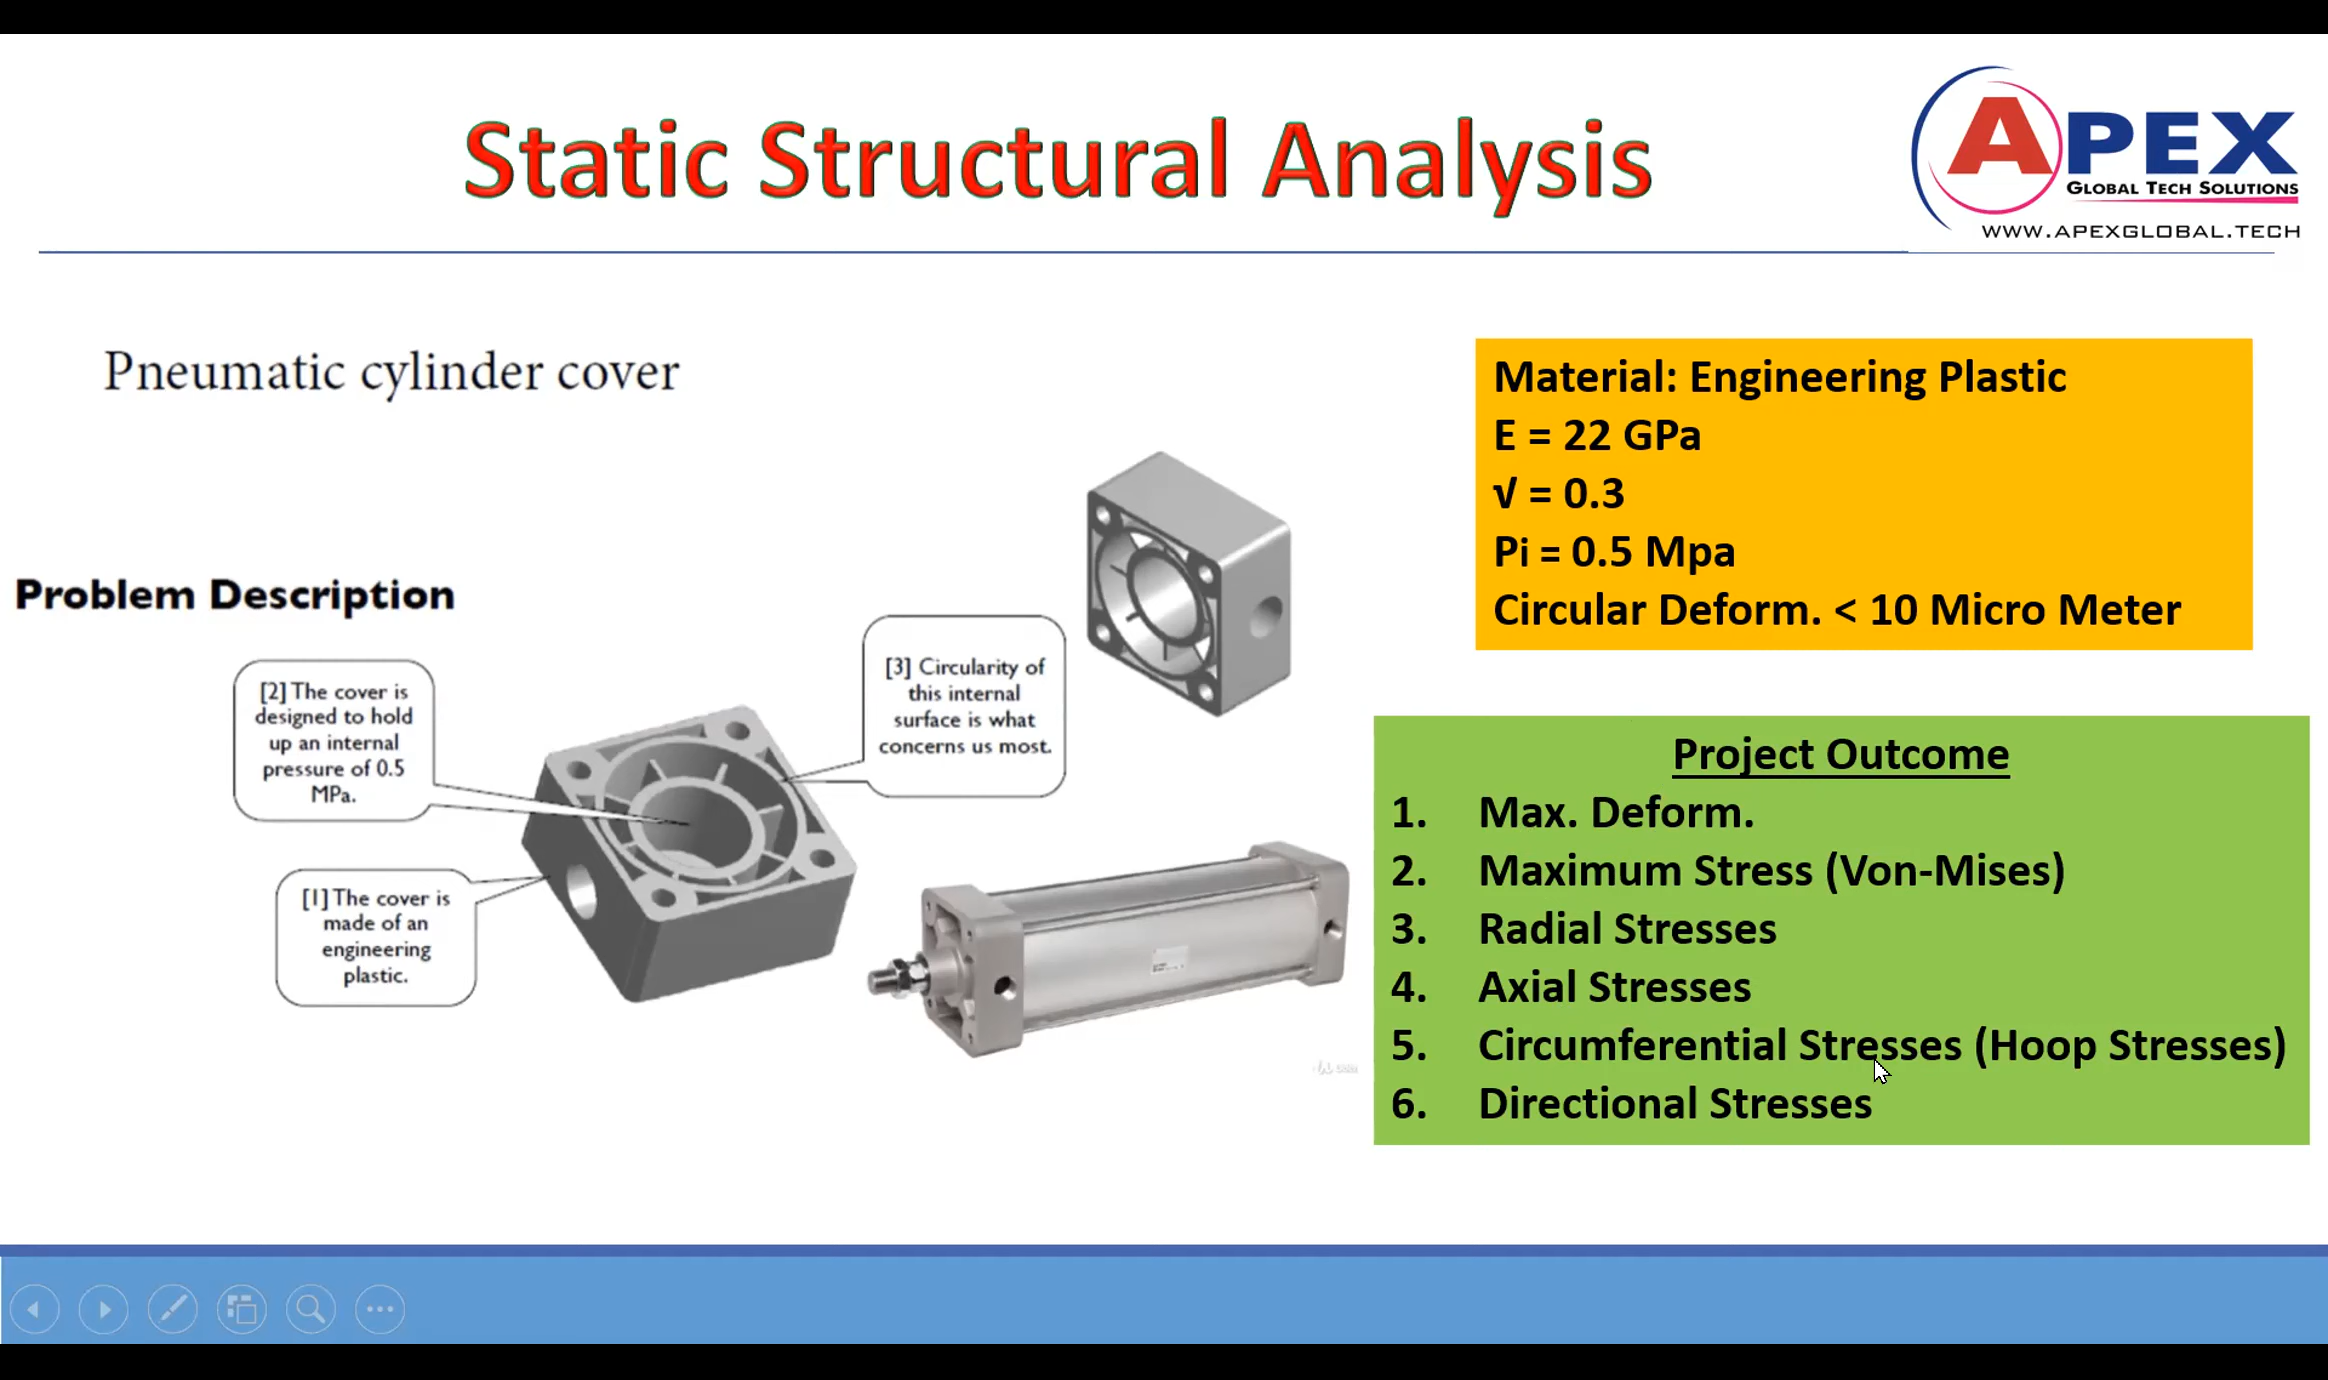 Static Structural Analysis
APEX
GLOBAL TECH SOLUTIONS
WWW.APEXGLOBAL.TECH
Pneumatic cylinder cover
Material: Engineering Plastic
E = 22 GPa
√ = 0.3
Pi = 0.5 Mpa
Circular Deform. < 10 Micro Meter
Problem Description
[2] The cover is
designed to hold
up an internal
pressure of 0.5
MPa.
[3] Circularity of
this internal
surface is what
concerns us most.
[1] The cover is
made of an
engineering
plastic.
Project Outcome
1. Max. Deform.
2. Maximum Stress (Von-Mises)
3. Radial Stresses
4. Axial Stresses
5. Circumferential Stresses (Hoop Stresses)
6. Directional Stresses